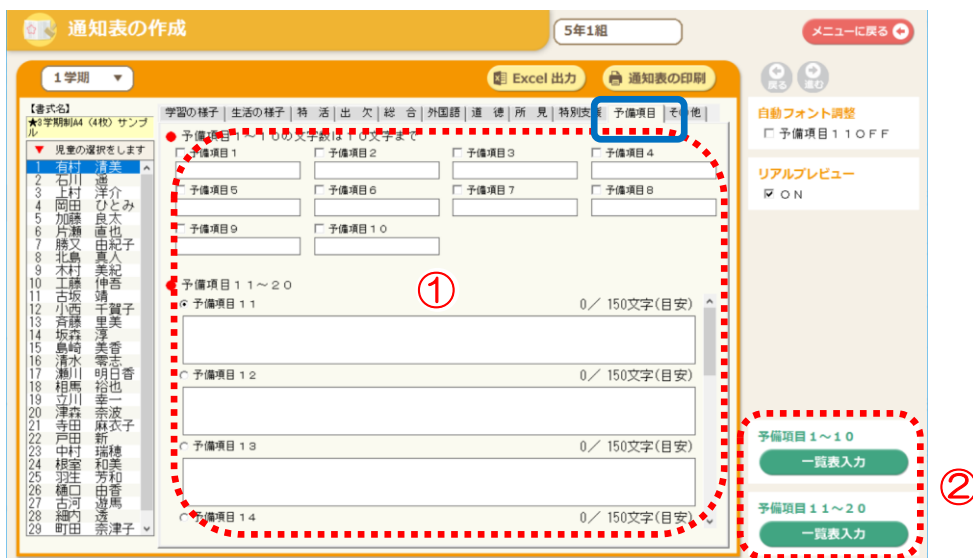 通知表の作成
5年1組
メニューに戻る
1学期 ▼
Excel 出力
通知表の印刷
戻る
進む
【書式名】
★3学期制A4（4枚）サンプ
ル
▼ 児童の選択をします
1 有村 清美
2 石川 遥
3 上村 洋介
4 岡田 ひとみ
5 加藤 良太
6 片瀬 直也
7 勝又 由紀子
8 北島 真人
9 木村 美紀
10 工藤 伸吾
11 古坂 靖
12 小西 千賀子
13 斉藤 里美
14 坂森 淳
15 島崎 美香
16 清水 零志
17 瀬川 明日香
18 相馬 裕也
19 立川 幸一
20 津森 奈波
21 寺田 麻衣子
22 戸田 新
23 中村 瑞穂
24 根室 和美
25 羽生 芳和
26 樋口 由香
27 古河 遊馬
28 細内 透
29 町田 奈津子
学習の様子 生活の様子 特 活 出 欠 総 合 外国語 道 徳 所 見 特別支援 予備項目 その他
予備項目１～１０の文字数は１０文字まで
予備項目１ 予備項目２ 予備項目３ 予備項目４
予備項目５ 予備項目６ 予備項目７ 予備項目８
予備項目９ 予備項目１０
予備項目１１～２０
①
予備項目１１ 0／ 150文字(目安)
予備項目１２ 0／ 150文字(目安)
予備項目１３ 0／ 150文字(目安)
予備項目１４ 0／ 150文字(目安)
自動フォント調整
予備項目１１ＯＦＦ
リアルプレビュー
ＯＮ
予備項目１～１０
一覧表入力
②
予備項目１１～２０
一覧表入力